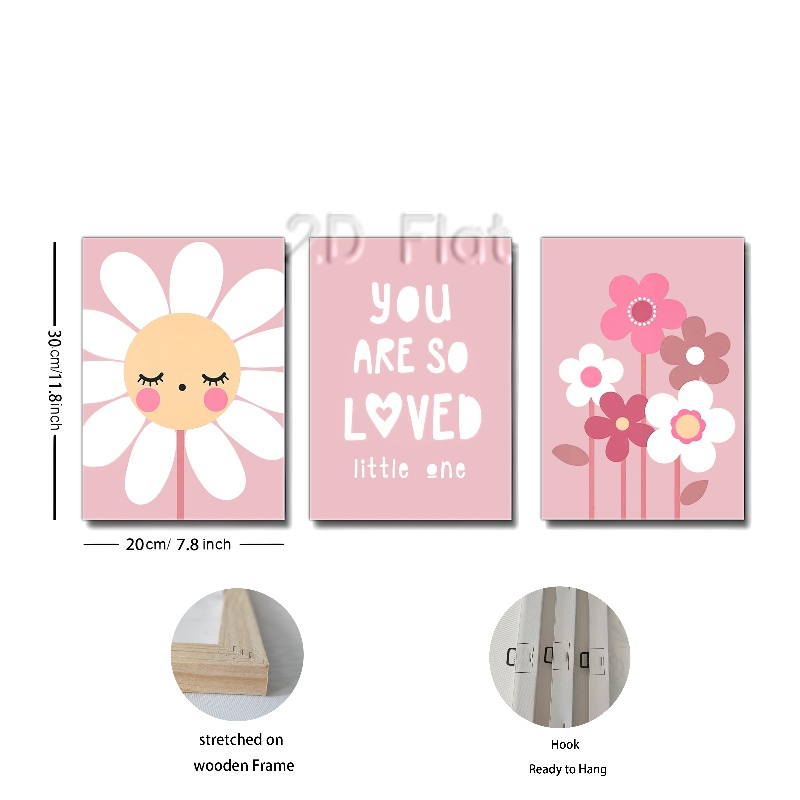 2D Flat
YOU
ARE SO
LOVED
little one
30cm/11.8inch
20cm/ 7.8 inch
stretched on
wooden Frame
Hook
Ready to Hang